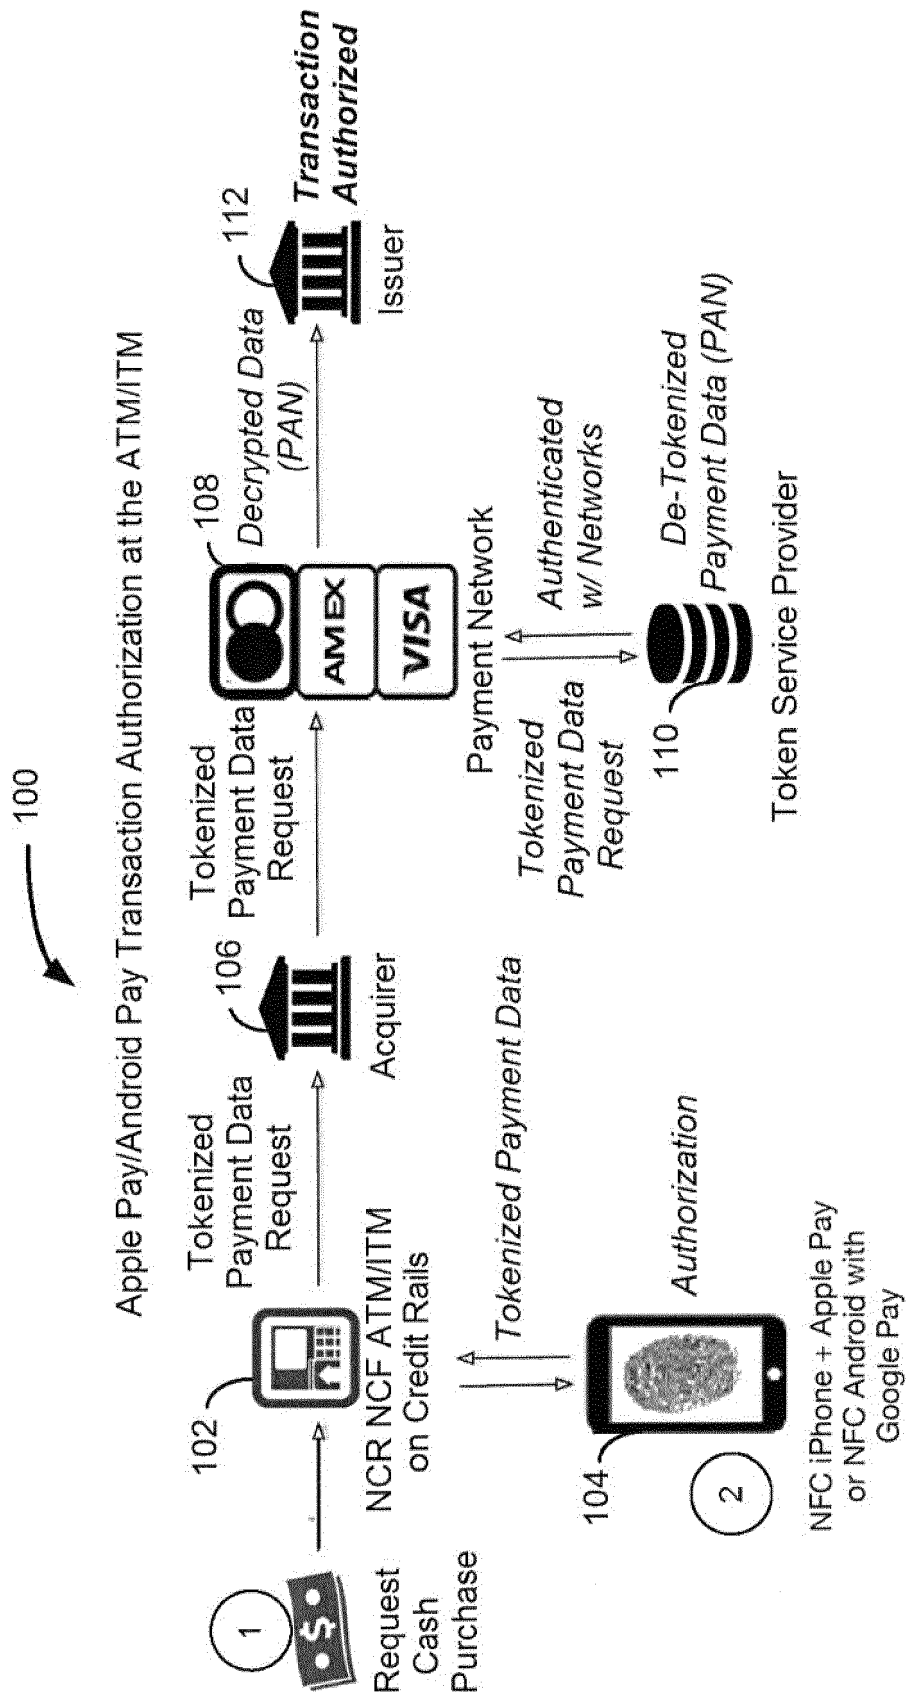 100
Apple Pay/Android Pay Transaction Authorization at the ATM/ITM
1
Request
Cash
Purchase
102
NCR NCF ATM/ITM
on Credit Rails
Tokenized
Payment Data
Request
106
Acquirer
Tokenized
Payment Data
Request
108
AMEX
VISA
Payment Network
Decrypted Data
(PAN)
112
Issuer
Transaction
Authorized
Tokenized Payment Data
104
2
Authorization
NFC iPhone + Apple Pay
or NFC Android with
Google Pay
Tokenized
Payment Data
Request
Authenticated
w/ Networks
110
De-Tokenized
Payment Data (PAN)
Token Service Provider
$